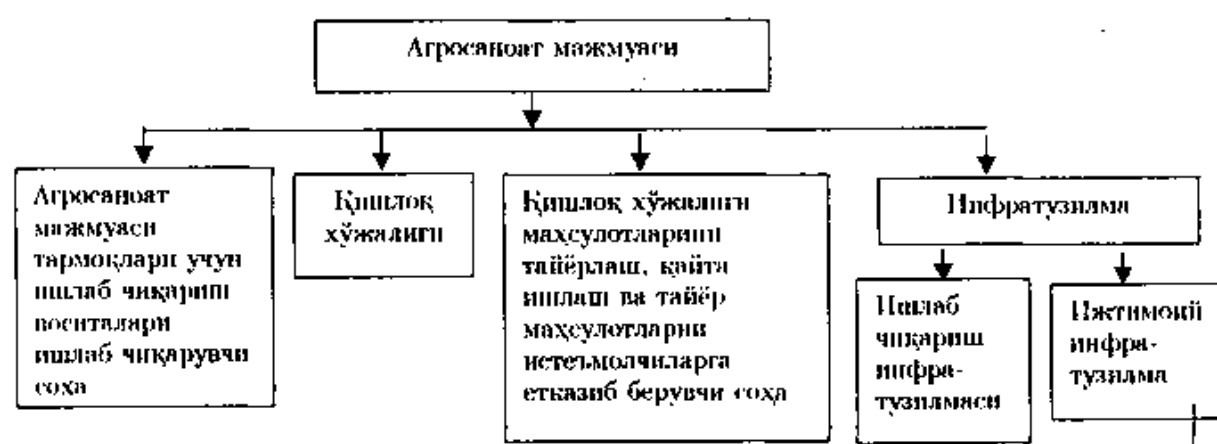 Агросаноат мажмуаси
Агросаноат
мажмуаси
тармоқлари учун
ишлаб чиқариш
воситалари
ишлаб чиқарувчи
соҳа
Қишлоқ
хўжалиги
Қишлоқ хўжалиги
маҳсулотларини
тайёрлаш, қайта
ишлаш ва тайёр
маҳсулотларни
истеъмолчиларга
етказиб берувчи соҳа
Инфратузилма
Ишлаб
чиқариш
инфра-
тузилмаси
Ижтимоий
инфра-
тузилма